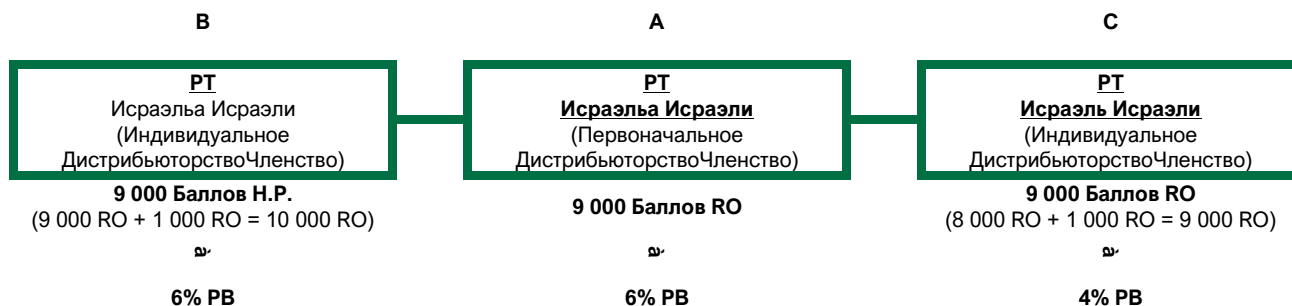 B
A
C
PT
Исраэльа Исраэли
(Индивидуальное
ДистрибьюторствоЧленство)
PT
Исраэльа Исраэли
(Первоначальное
ДистрибьюторствоЧленство)
PT
Исраэль Исраэли
(Индивидуальное
ДистрибьюторствоЧленство)
9 000 Баллов Н.Р.
(9 000 RO + 1 000 RO = 10 000 RO)
9 000 Баллов RO
9 000 Баллов RO
(8 000 RO + 1 000 RO = 9 000 RO)
6% PB
6% PB
4% PB